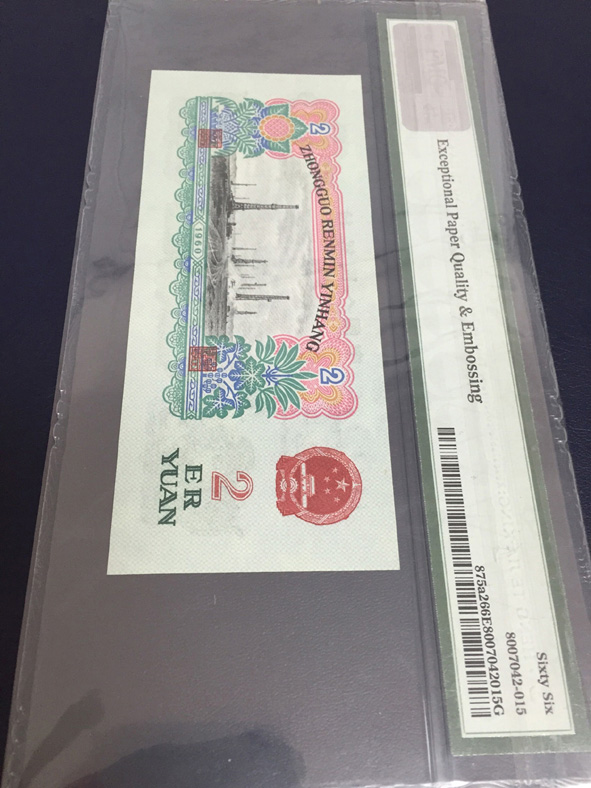 Exceptional Paper Quality & Embossing
Sixty Six
8007042-015
875a266E8007042015G
2
ZHONGGUO RENMIN YINHANG
2
1960
2
ER
YUAN